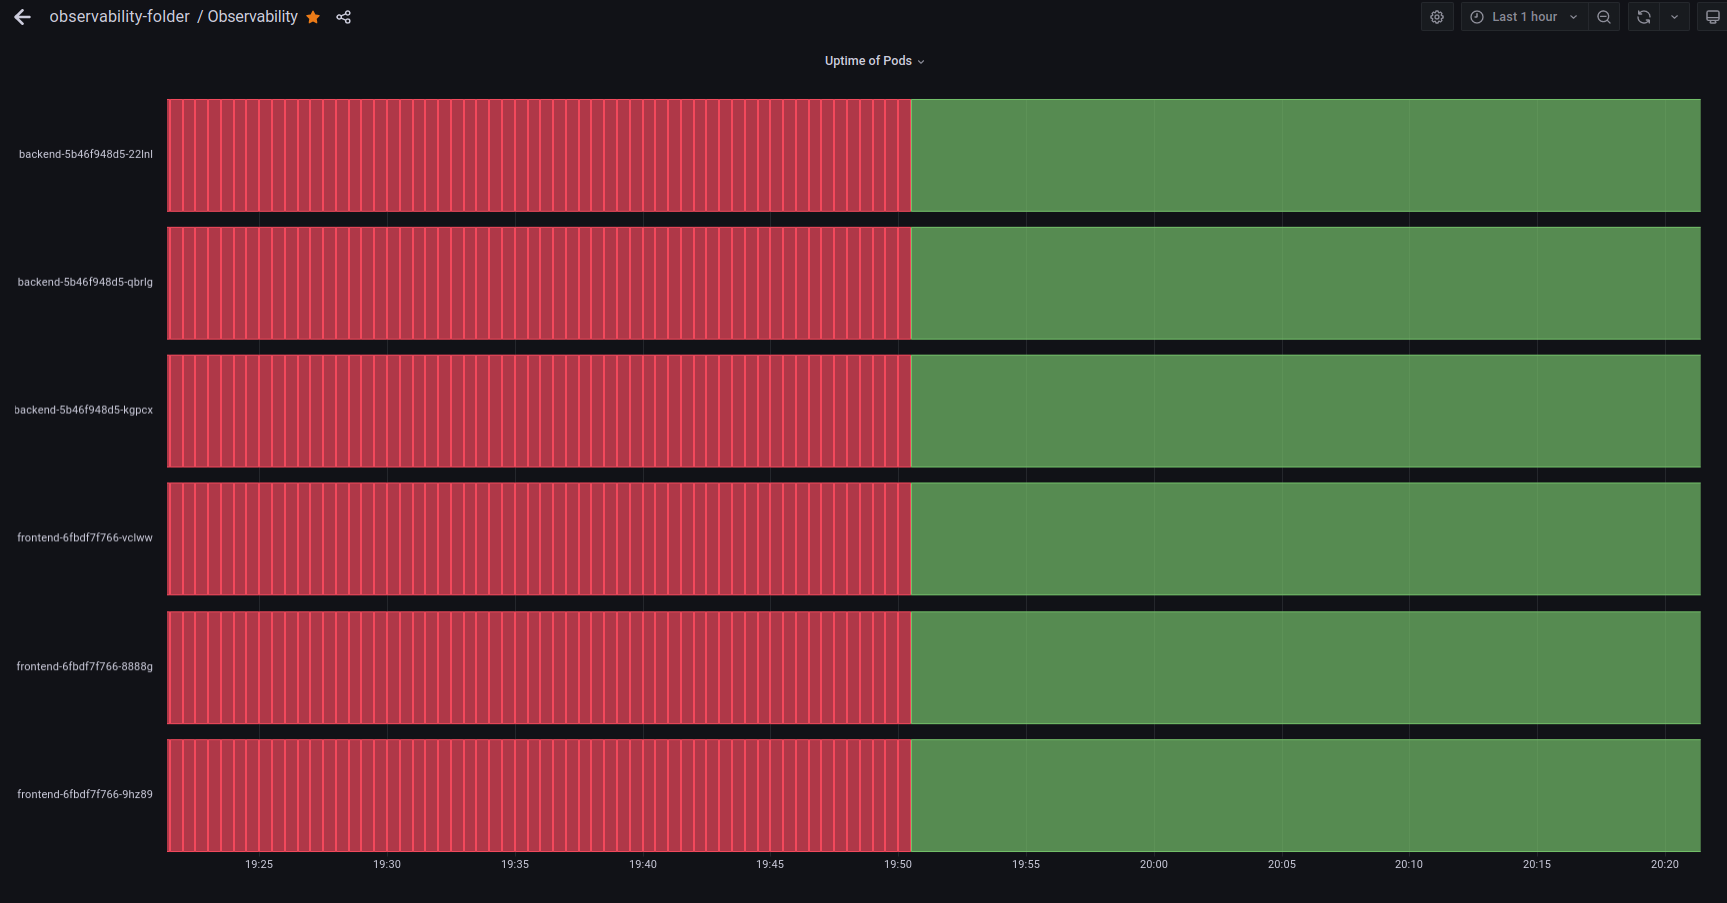 observability-folder / Observability
Last 1 hour
Uptime of Pods
backend-5b46f948d5-22lnl
backend-5b46f948d5-qbrlg
backend-5b46f948d5-kgpcx
frontend-6fbdf7f766-vclww
frontend-6fbdf7f766-8888g
frontend-6fbdf7f766-9hz89
19:25 19:30 19:35 19:40 19:45 19:50 19:55 20:00 20:05 20:10 20:15 20:20